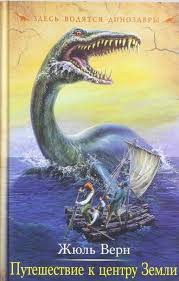 ЗДЕСЬ ВОДЯТСЯ ДИНОЗАВРЫ
Жюль Верн
Путешествие к центру Земли